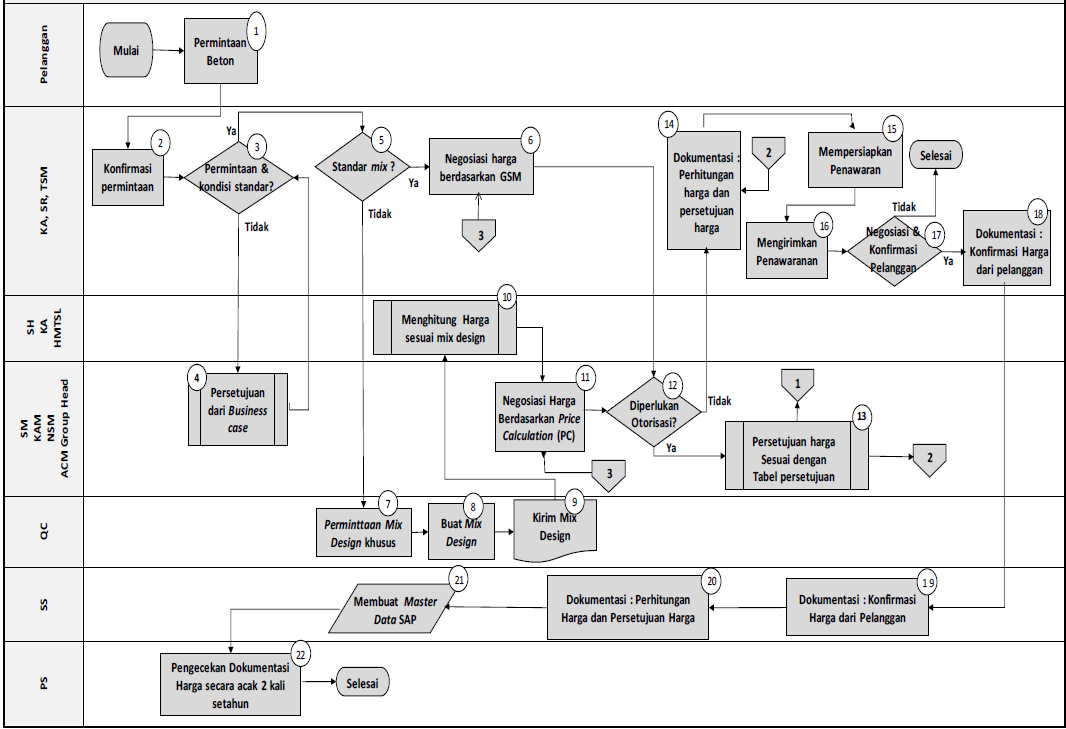 Pelanggan
Mulai
Permintaan
Beton
1
KA, SR, TSM
2
Konfirmasi
permintaan
Ya
3
Permintaan &
kondisi standar?
Tidak
5
Standar mix ?
Ya
Tidak
6
Negosiasi harga
berdasarkan GSM
3
14
Dokumentasi :
Perhitungan
harga dan
persetujuan
harga
2
15
Mempersiapkan
Penawaran
Selesai
16
Mengirimkan
Penawaranan
Tidak
17
Negosiasi &
Konfirmasi
Pelanggan
Ya
18
Dokumentasi :
Konfirmasi Harga
dari pelanggan
SH
KA
HMTSL
10
Menghitung Harga
sesuai mix design
SM
KAM
NSM
ACM Group Head
4
Persetujuan
dari Business
case
11
Negosiasi Harga
Berdasarkan Price
Calculation (PC)
3
12
Diperlukan
Otorisasi?
Tidak
Ya
1
13
Persetujuan harga
Sesuai dengan
Tabel persetujuan
2
QC
7
Perminttaan Mix
Design khusus
8
Buat Mix
Design
9
Kirim Mix
Design
SS
21
Membuat Master
Data SAP
20
Dokumentasi : Perhitungan
Harga dan Persetujuan Harga
19
Dokumentasi : Konfirmasi
Harga dari Pelanggan
PS
22
Pengecekan Dokumentasi
Harga secara acak 2 kali
setahun
Selesai